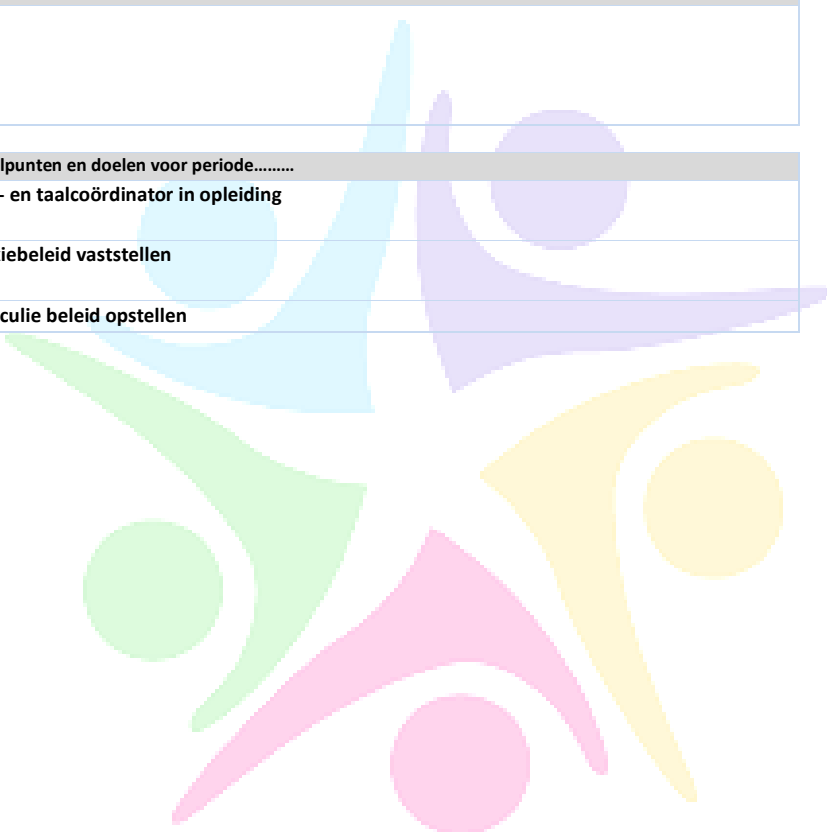 lpunten en doelen voor periode………
- en taalcoördinator in opleiding
iebeleid vaststellen
culie beleid opstellen